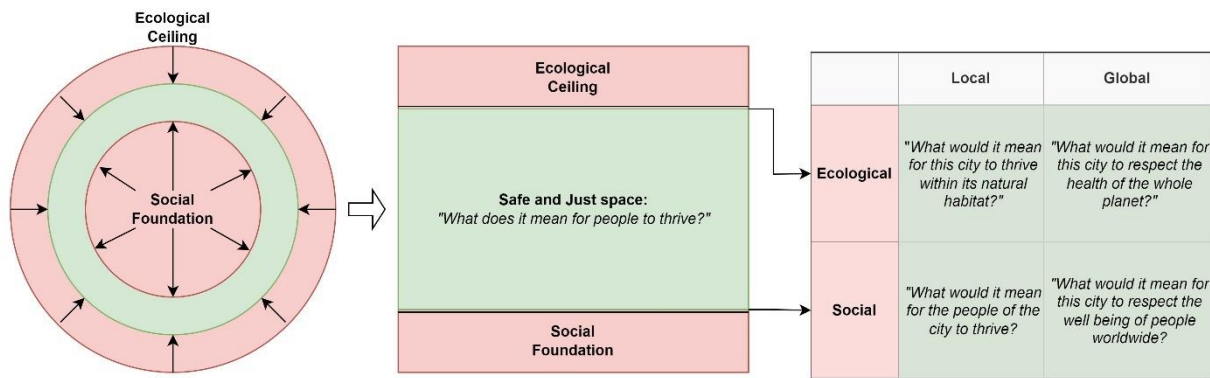 Ecological
Ceiling
Social
Foundation
Ecological
Ceiling
Safe and Just space:
"What does it mean for people to thrive?"
Social
Foundation
Local
Global
Ecological
"What would it mean
for this city to thrive
within its natural
habitat?"
"What would it mean for
this city to respect the
health of the whole
planet?"
Social
"What would it mean
for the people of the
city to thrive?
"What would it mean for
this city to respect the
well being of people
worldwide?